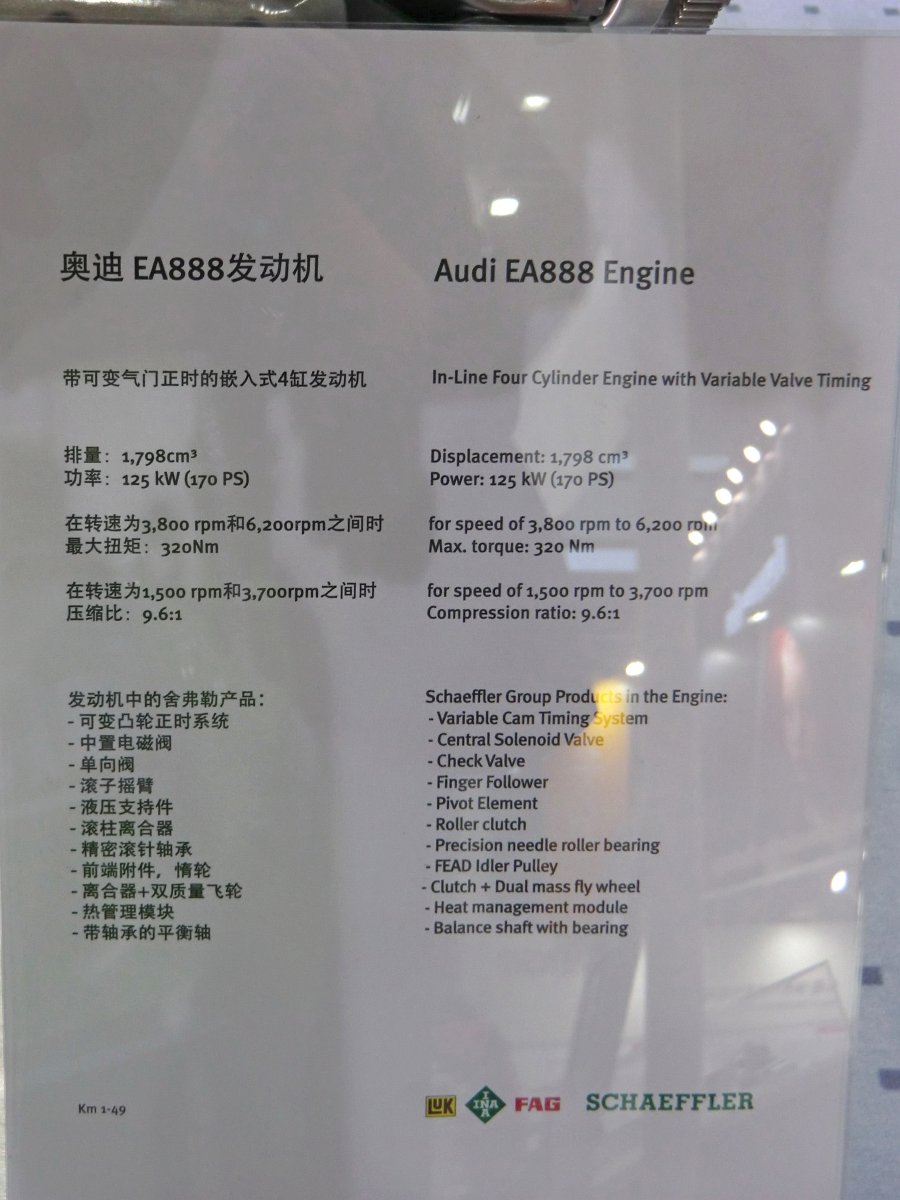 奥迪 EA888发动机
带可变气门正时的嵌入式4缸发动机
排量：1,798cm³
功率：125 kW (170 PS)
在转速为3,800 rpm和6,200rpm之间时
最大扭矩：320Nm
在转速为1,500 rpm和3,700rpm之间时
压缩比：9.6:1
发动机中的舍弗勒产品：
- 可变凸轮正时系统
- 中置电磁阀
- 单向阀
- 滚子摇臂
- 液压支持件
- 滚柱离合器
- 精密滚针轴承
- 前端附件，惰轮
- 离合器+双质量飞轮
- 热管理模块
- 带轴承的平衡轴
Km 1-49
Audi EA888 Engine
In-Line Four Cylinder Engine with Variable Valve Timing
Displacement: 1,798 cm³
Power: 125 kW (170 PS)
for speed of 3,800 rpm to 6,200 rpm
Max. torque: 320 Nm
for speed of 1,500 rpm to 3,700 rpm
Compression ratio: 9.6:1
Schaeffler Group Products in the Engine:
- Variable Cam Timing System
- Central Solenoid Valve
- Check Valve
- Finger Follower
- Pivot Element
- Roller clutch
- Precision needle roller bearing
- FEAD Idler Pulley
- Clutch + Dual mass fly wheel
- Heat management module
- Balance shaft with bearing
LUK INA FAG SCHAEFFLER